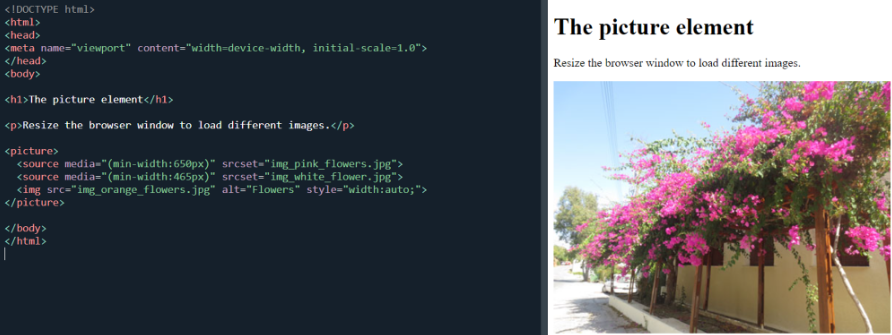 <!DOCTYPE html>
<html>
<head>
<meta name="viewport" content="width=device-width, initial-scale=1.0">
</head>
<body>
<h1>The picture element</h1>
<p>Resize the browser window to load different images.</p>
<picture>
  <source media="(min-width:650px)" srcset="img_pink_flowers.jpg">
  <source media="(min-width:465px)" srcset="img_white_flower.jpg">
  <img src="img_orange_flowers.jpg" alt="Flowers" style="width:auto;">
</picture>
</body>
</html>
The picture element
Resize the browser window to load different images.